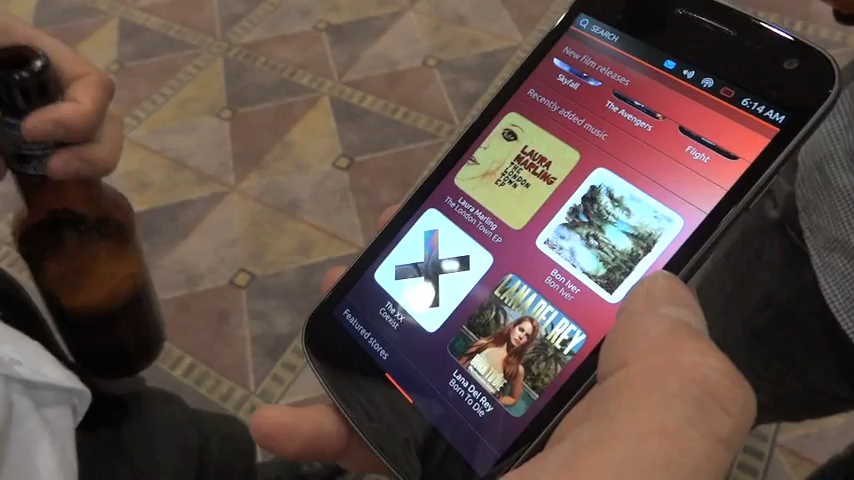 SEARCH
6:14 AM
New film releases
Skyfall
The Avengers
Flight
Recently added music
LAURA
MARLING
THE
LONDON
TOWN
EP
Laura Marling
The London Town EP
Bon Iver
Bon Iver
The XX
Coexist
LANA DEL REY
Lana Del Rey
Born To Die
Featured stores